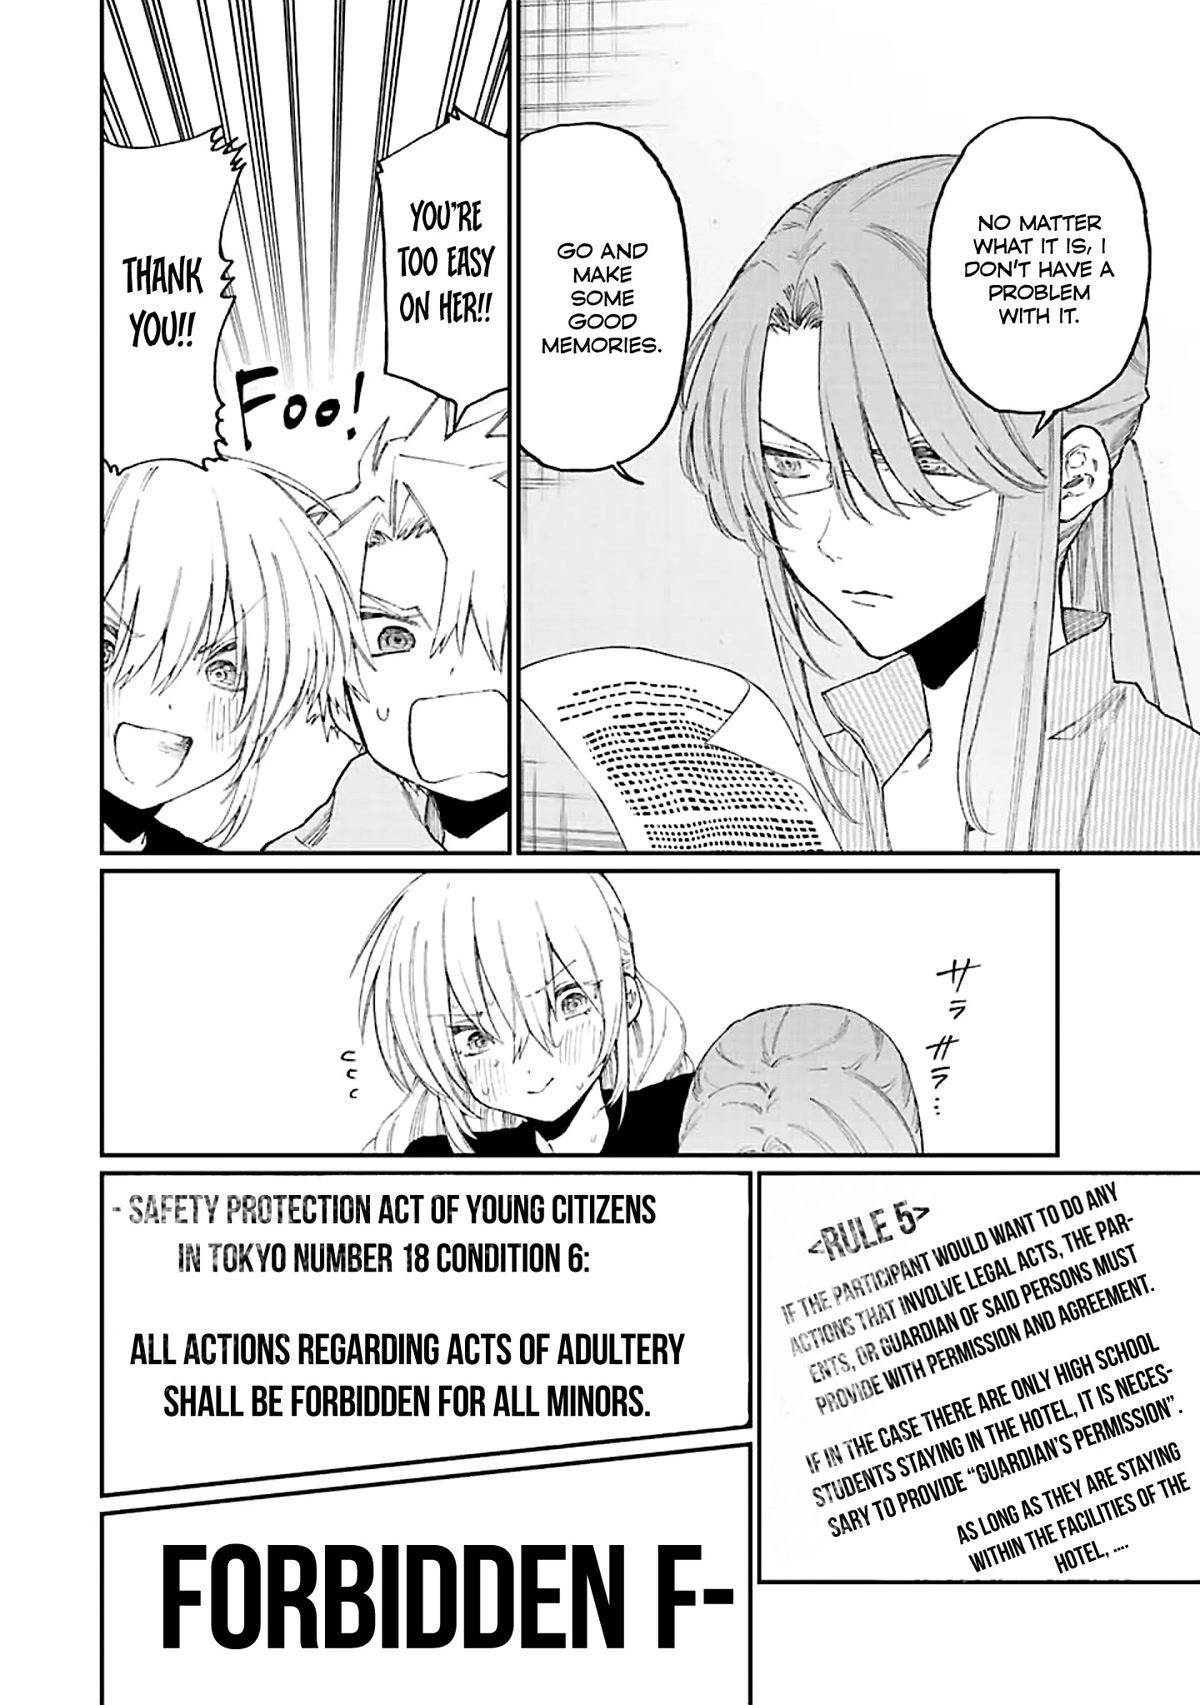 NO MATTER
WHAT IT IS, I
DON'T HAVE A
PROBLEM
WITH IT.
GO AND
MAKE
SOME
GOOD
MEMORIES.
YOU'RE
TOO EASY
ON HER!!
THANK
YOU!!
Foo!
サラ
サラ…
<RULE 5>
IF THE PARTICIPANT WOULD WANT TO DO ANY
ACTIONS THAT INVOLVE LEGAL ACTS, THE PAR-
ENTS, OR GUARDIAN OF SAID PERSONS MUST
PROVIDE WITH PERMISSION AND AGREEMENT.
IF IN THE CASE THERE ARE ONLY HIGH SCHOOL
STUDENTS STAYING IN THE HOTEL, IT IS NECES-
SARY TO PROVIDE “GUARDIAN’S PERMISSION”.
AS LONG AS THEY ARE STAYING
WITHIN THE FACILITIES OF THE
HOTEL, ....
- SAFETY PROTECTION ACT OF YOUNG CITIZENS
IN TOKYO NUMBER 18 CONDITION 6:
ALL ACTIONS REGARDING ACTS OF ADULTERY
SHALL BE FORBIDDEN FOR ALL MINORS.
FORBIDDEN F-